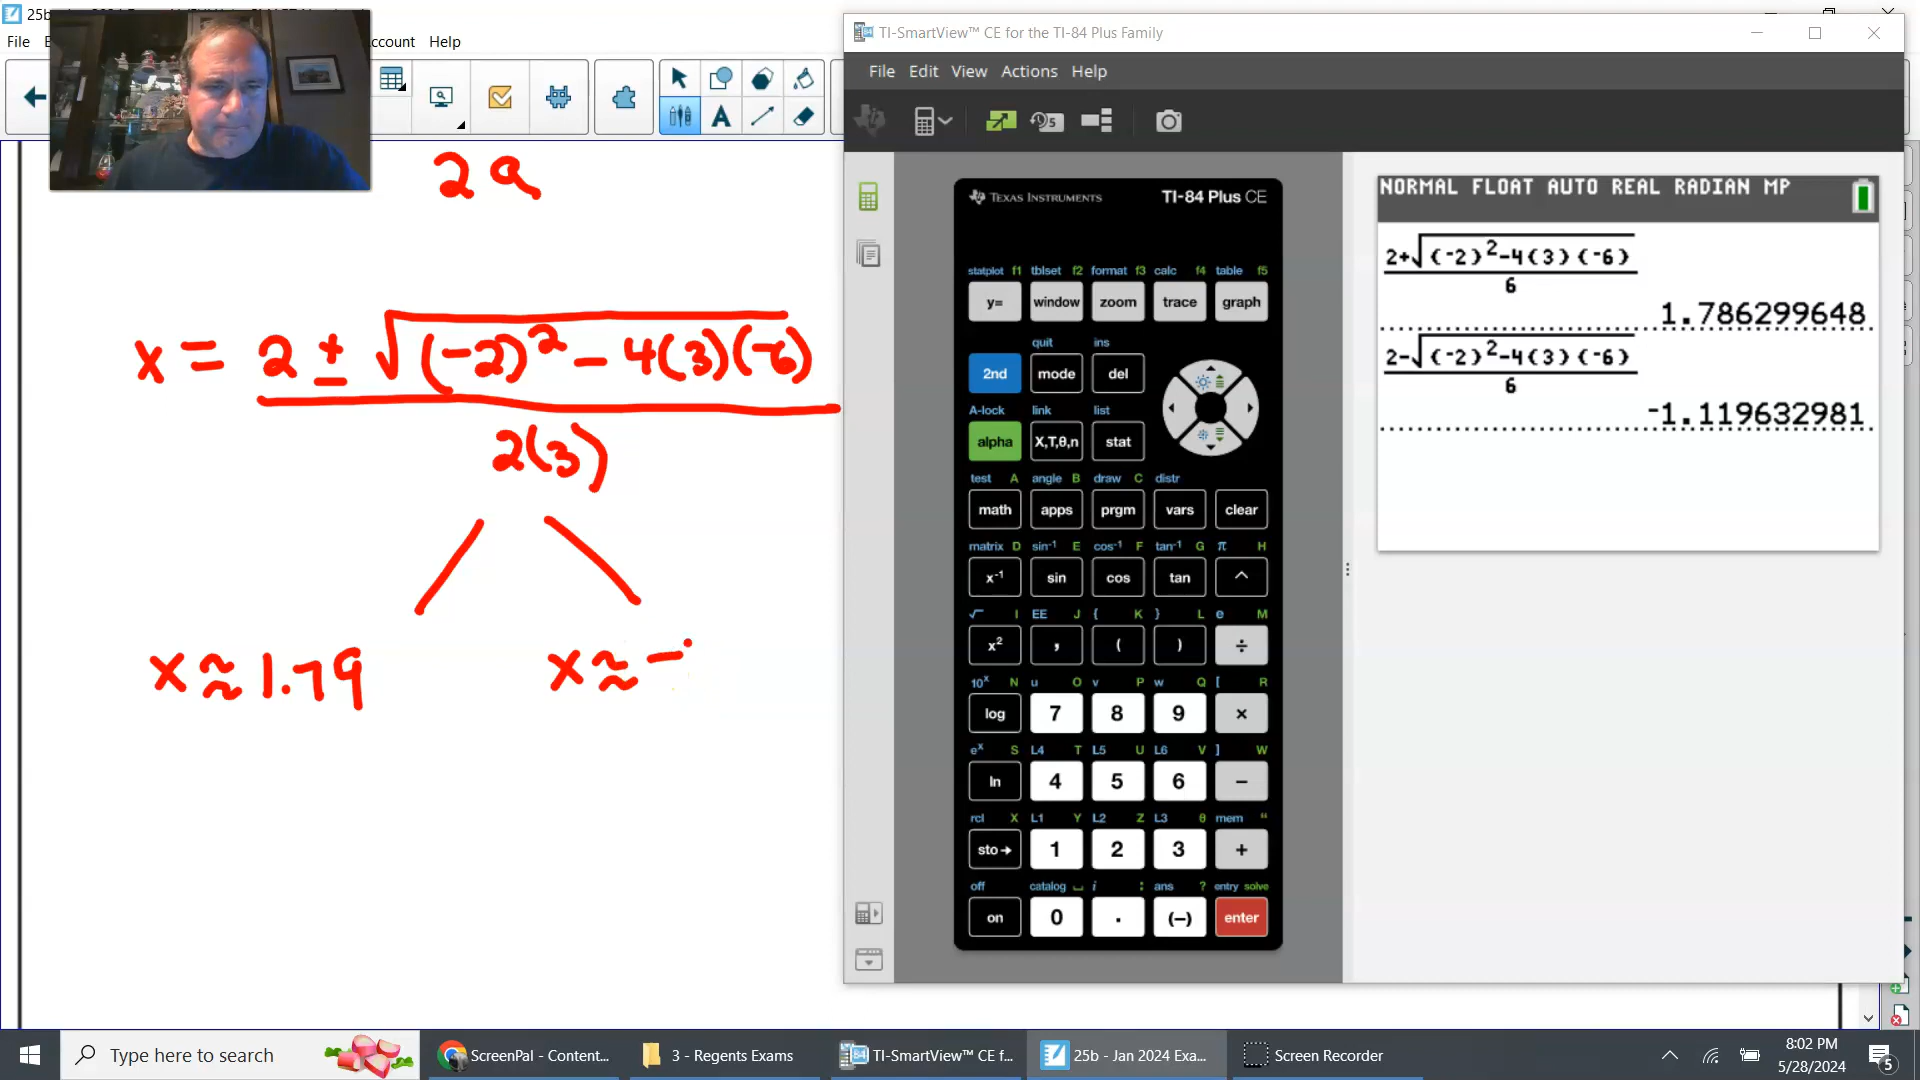 25b
File
ccount Help
2a
x = 2 ± √(-2)² - 4(3)(-6)
2(3)
x ≈ 1.79 x ≈ -
TI-SmartView™ CE for the TI-84 Plus Family
File Edit View Actions Help
TEXAS INSTRUMENTS TI-84 Plus CE
statplot f1 tblset f2 format f3 calc f4 table f5
y= window zoom trace graph
quit ins
2nd mode del
A-lock link list
alpha X,T,θ,n stat
test A angle B draw C distr
math apps prgm vars clear
matrix D sin⁻¹ E cos⁻¹ F tan⁻¹ G π H
x⁻¹ sin cos tan ^
√ I EE J { K } L e M
x² , ( ) ÷
10ˣ N u O v P w Q [ R
log 7 8 9 ×
eˣ S L4 T L5 U L6 V ] W
ln 4 5 6 −
rcl X L1 Y L2 Z L3 θ mem "
sto→ 1 2 3 +
off catalog ⎵ i : ans ? entry solve
on 0 . (−) enter
NORMAL FLOAT AUTO REAL RADIAN MP
2+√(-2)²-4(3)(-6)
6
1.786299648
2-√(-2)²-4(3)(-6)
6
-1.119632981
Type here to search
ScreenPal - Content...
3 - Regents Exams
TI-SmartView™ CE f...
25b - Jan 2024 Exa...
Screen Recorder
8:02 PM
5/28/2024
5